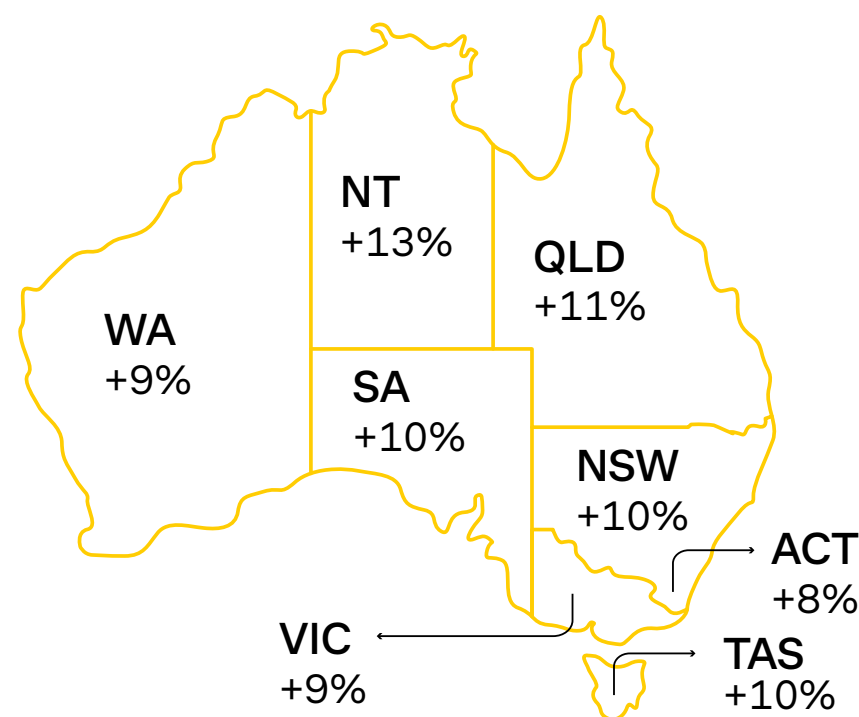 NT
+13%
QLD
+11%
WA
+9%
SA
+10%
NSW
+10%
ACT
+8%
VIC
+9%
TAS
+10%